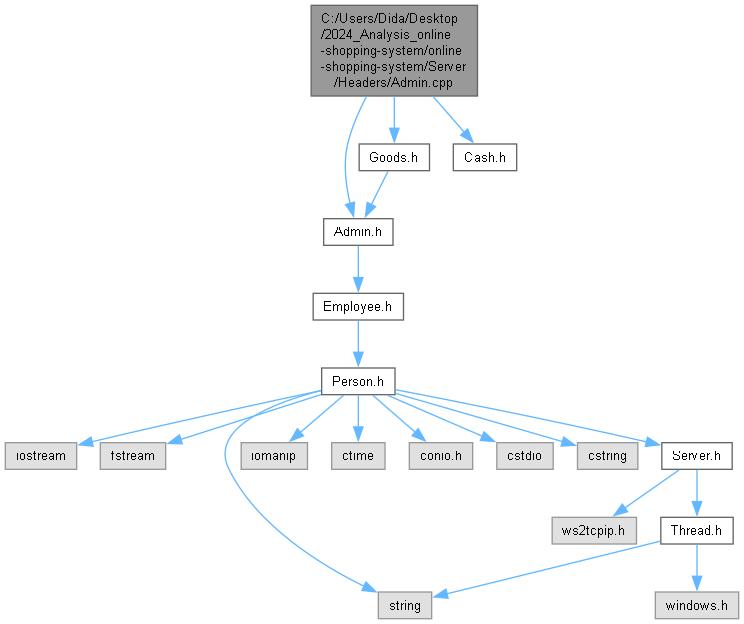 C:/Users/Dida/Desktop
/2024_Analysis_online
-shopping-system/online
-shopping-system/Server
/Headers/Admin.cpp
Goods.h
Cash.h
Admin.h
Employee.h
Person.h
iostream
fstream
iomanip
ctime
conio.h
cstdio
cstring
Server.h
ws2tcpip.h
Thread.h
string
windows.h